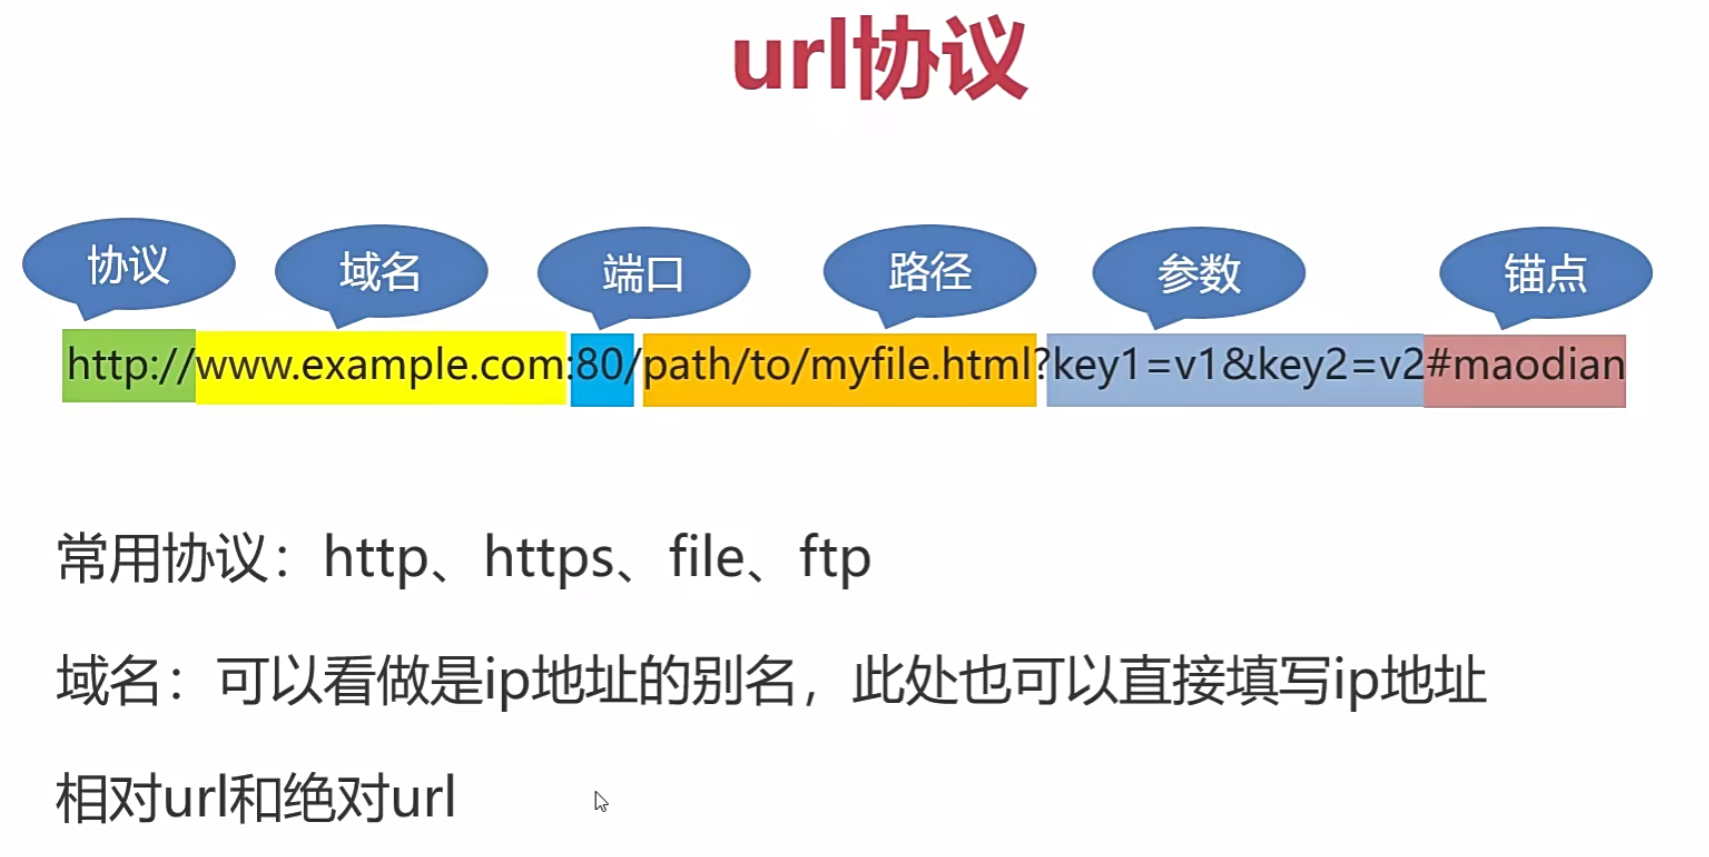 url协议
协议 域名 端口 路径 参数 锚点
http://www.example.com:80/path/to/myfile.html?key1=v1&key2=v2#maodian
常用协议：http、https、file、ftp
域名：可以看做是ip地址的别名，此处也可以直接填写ip地址
相对url和绝对url